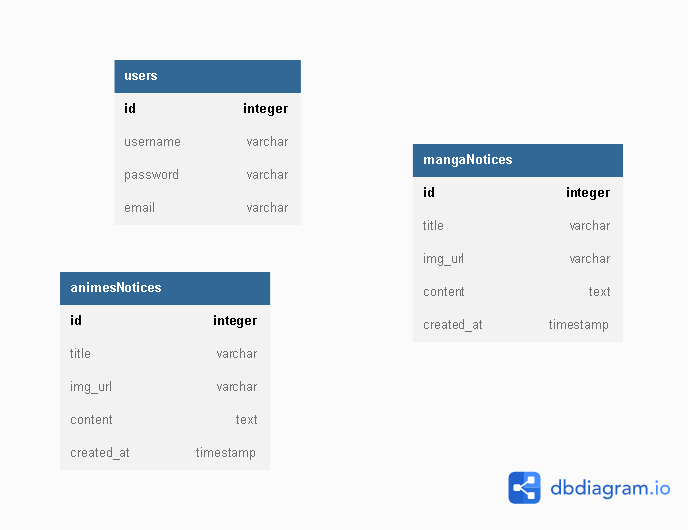 users
id integer
username varchar
password varchar
email varchar
mangaNotices
id integer
title varchar
img_url varchar
content text
created_at timestamp
animesNotices
id integer
title varchar
img_url varchar
content text
created_at timestamp
dbdiagram.io